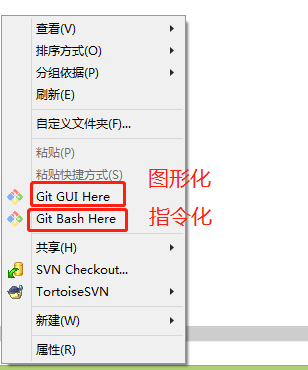 查看(V)
排序方式(O)
分组依据(P)
刷新(E)
自定义文件夹(F)...
粘贴(P)
粘贴快捷方式(S)
图形化
Git GUI Here
Git Bash Here
指令化
共享(H)
SVN Checkout...
TortoiseSVN
新建(W)
属性(R)